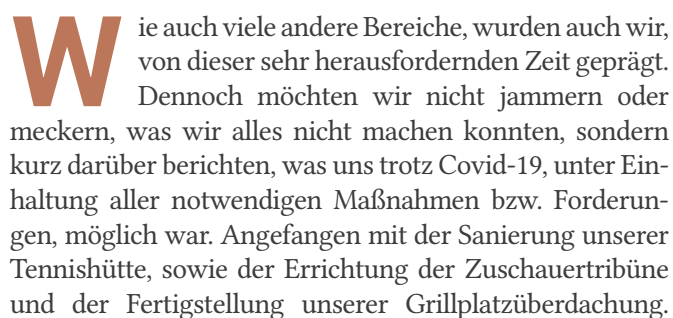 Wie auch viele andere Bereiche, wurden auch wir,
von dieser sehr herausfordernden Zeit geprägt.
Dennoch möchten wir nicht jammern oder
meckern, was wir alles nicht machen konnten, sondern
kurz darüber berichten, was uns trotz Covid-19, unter Ein-
haltung aller notwendigen Maßnahmen bzw. Forderun-
gen, möglich war. Angefangen mit der Sanierung unserer
Tennishütte, sowie der Errichtung der Zuschauertribüne
und der Fertigstellung unserer Grillplatzüberdachung.